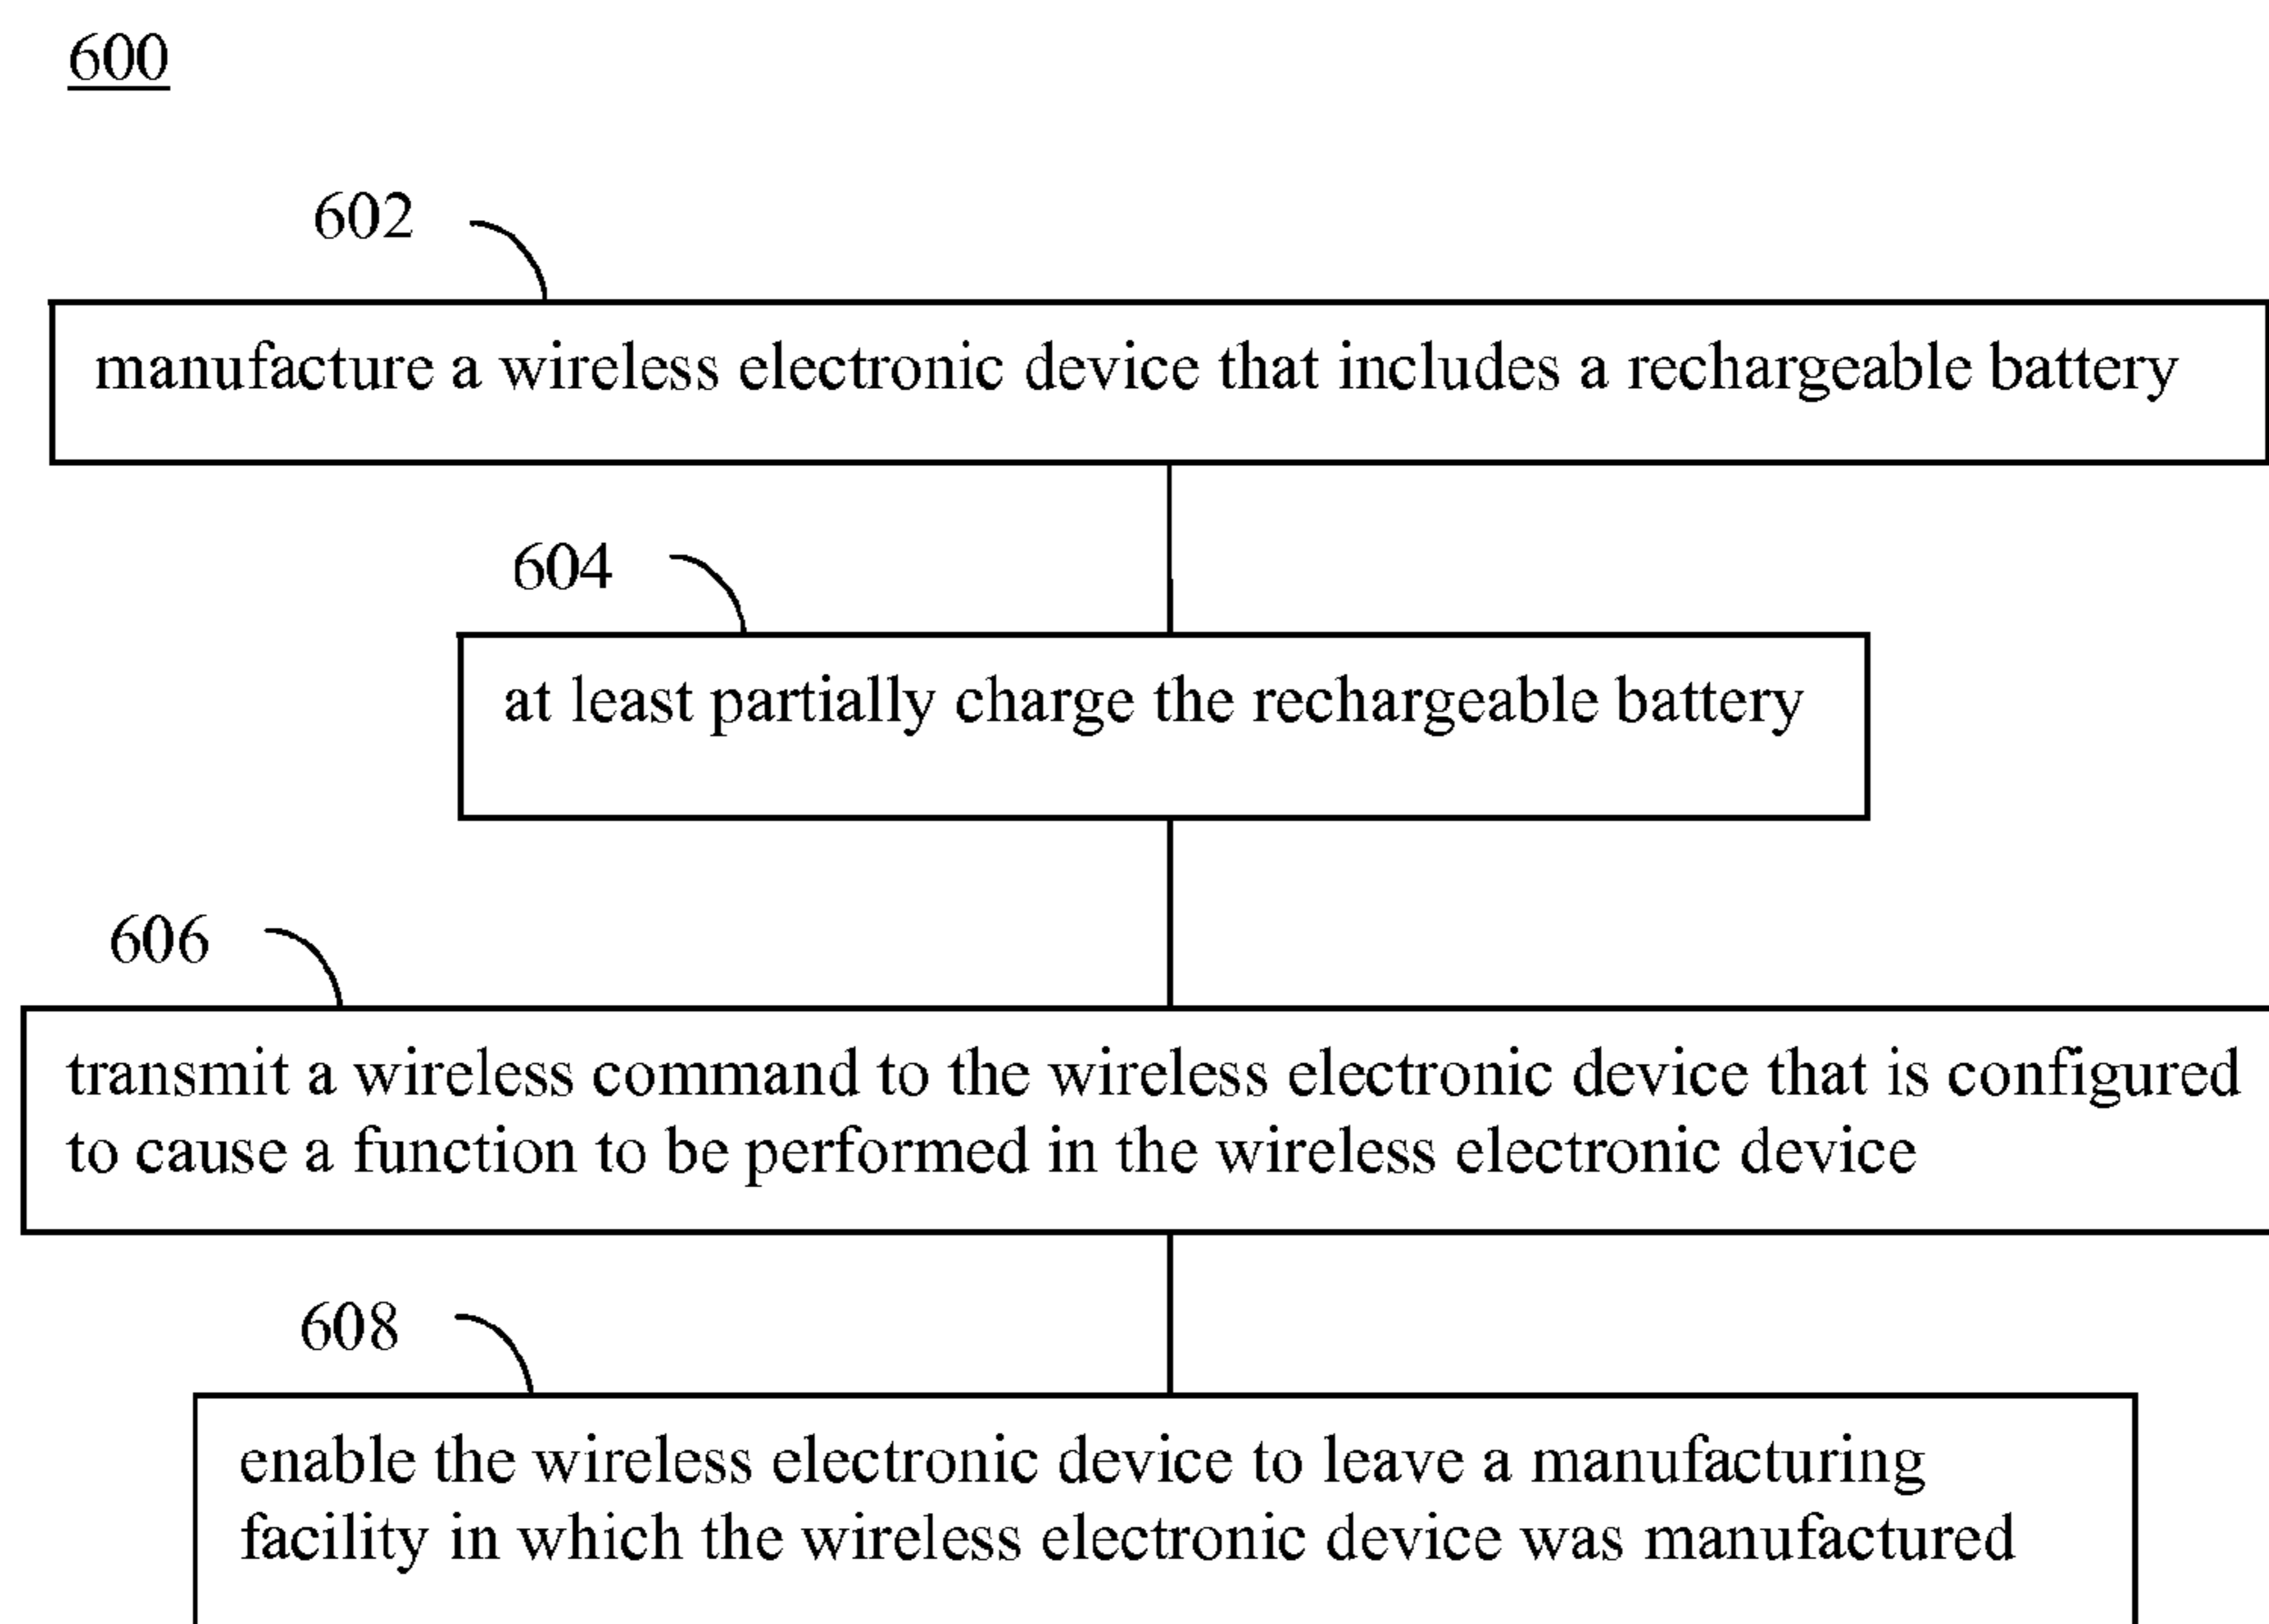 600
602
manufacture a wireless electronic device that includes a rechargeable battery
604
at least partially charge the rechargeable battery
606
transmit a wireless command to the wireless electronic device that is configured
to cause a function to be performed in the wireless electronic device
608
enable the wireless electronic device to leave a manufacturing
facility in which the wireless electronic device was manufactured